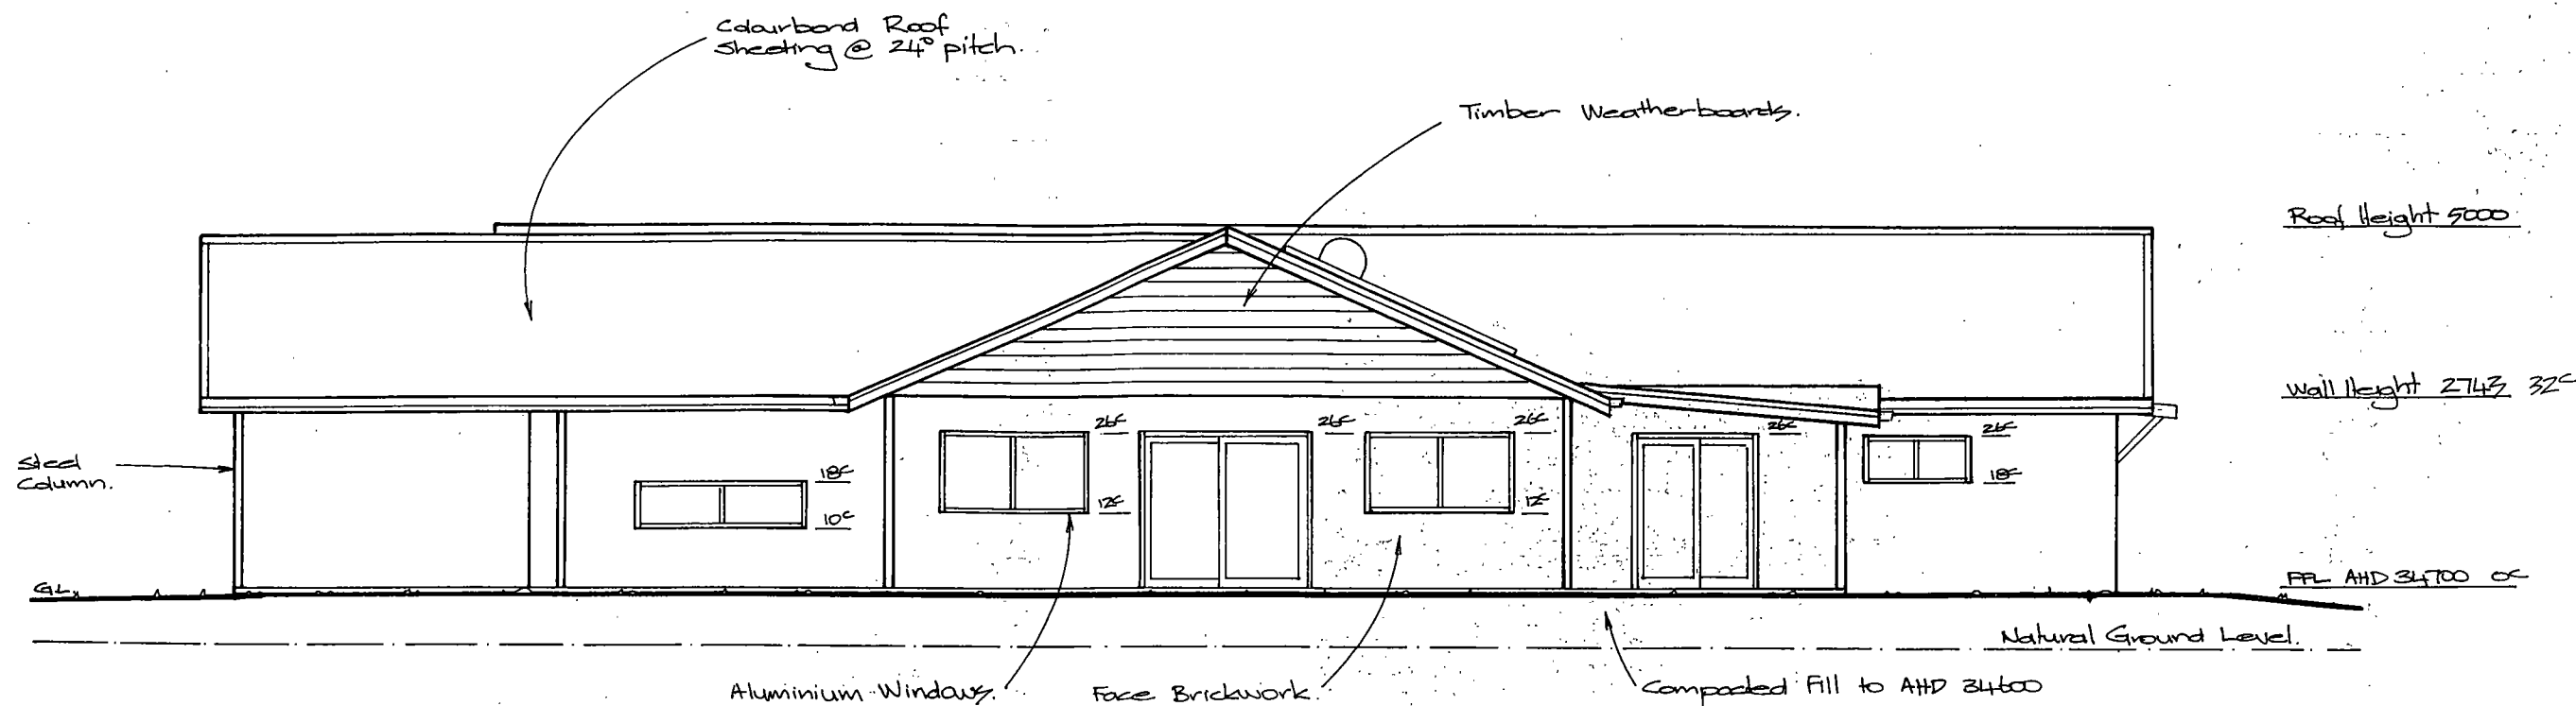 Colourbond Roof
Sheeting @ 24° pitch.
Timber Weatherboards.
Roof Height 5000
Wall Height 2743 32c
26c
26c
26c
26c
26c
Steel
Column.
18c
18c
12c
12c
10c
GL
FFL AHD 34700 0c
Natural Ground Level.
Aluminium Windows.
Face Brickwork.
Compacted Fill to AHD 34600